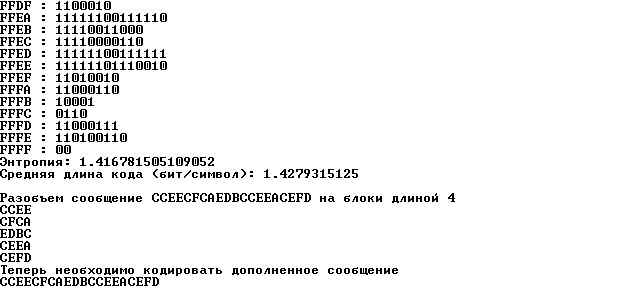 FFDF : 1100010
FFEA : 11111100111110
FFEB : 11110011000
FFEC : 11110000110
FFED : 11111100111111
FFEE : 11111101110010
FFEF : 11010010
FFFA : 11000110
FFFB : 10001
FFFC : 0110
FFFD : 11000111
FFFE : 110100110
FFFF : 00
Энтропия: 1.416781505109052
Средняя длина кода (бит/символ): 1.4279315125
Разобьем сообщение CCEECFCAEDBCCEEACEFD на блоки длиной 4
CCEE
CFCA
EDBC
CEEA
CEFD
Теперь необходимо кодировать дополненное сообщение
CCEECFCAEDBCCEEACEFD